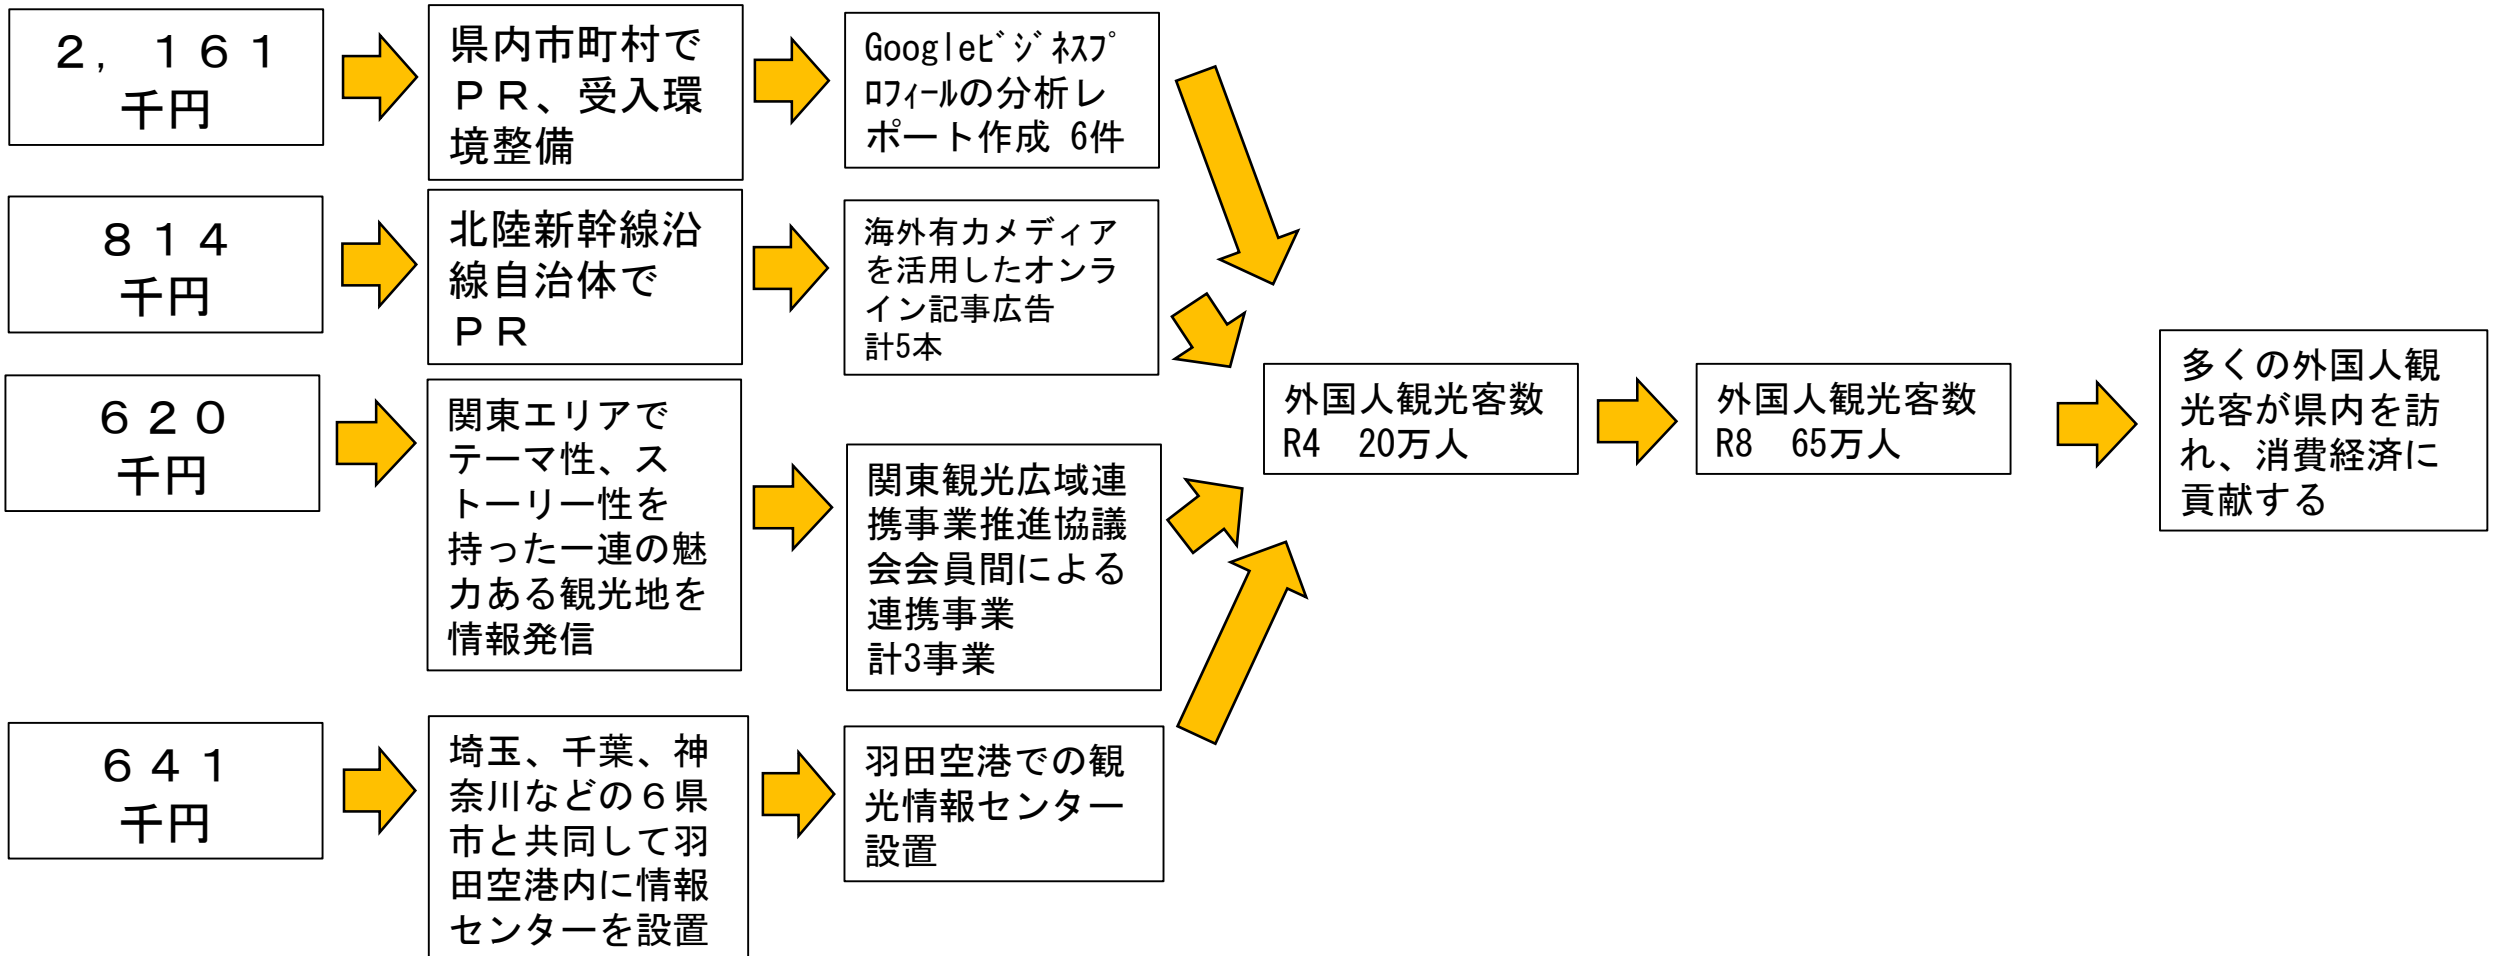 ２，１６１
千円
県内市町村で
ＰＲ、受入環
境整備
Googleﾋﾞｼﾞﾈｽﾌﾟ
ﾛﾌｨｰﾙの分析レ
ポート作成 6件
８１４
千円
北陸新幹線沿
線自治体で
ＰＲ
海外有力メディア
を活用したオンラ
イン記事広告
計5本
６２０
千円
関東エリアで
テーマ性、ス
トーリー性を
持った一連の魅
力ある観光地を
情報発信
関東観光広域連
携事業推進協議
会会員間による
連携事業
計3事業
６４１
千円
埼玉、千葉、神
奈川などの６県
市と共同して羽
田空港内に情報
センターを設置
羽田空港での観
光情報センター
設置
外国人観光客数
R4　20万人
外国人観光客数
R8　65万人
多くの外国人観
光客が県内を訪
れ、消費経済に
貢献する